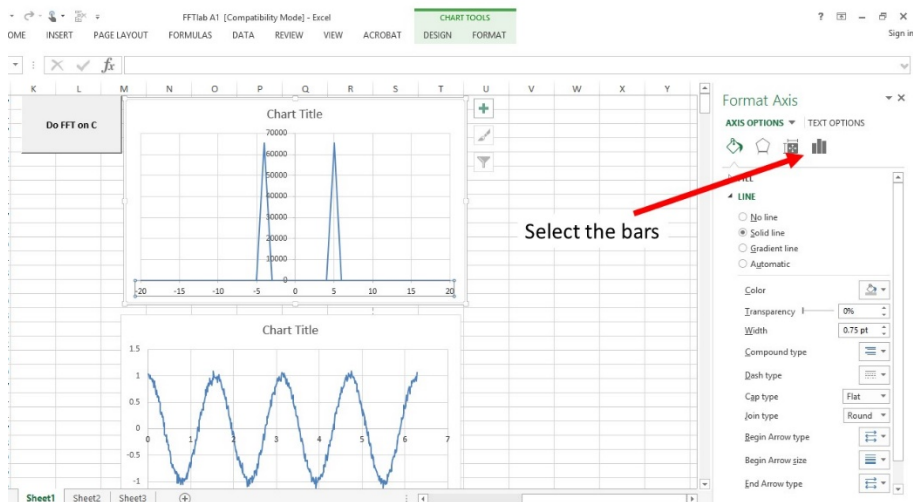 FFTlab A1 [Compatibility Mode] - Excel
CHART TOOLS
? 
OME INSERT PAGE LAYOUT FORMULAS DATA REVIEW VIEW ACROBAT DESIGN FORMAT Sign in
fx
K L M N O P Q R S T U V W X Y
Do FFT on C
Chart Title
70000
60000
50000
40000
30000
20000
10000
0
-20 -15 -10 -5 0 5 10 15 20
Chart Title
1.5
1
0.5
0
0 1 2 3 4 5 6 7
-0.5
-1
Select the bars
Format Axis
AXIS OPTIONS TEXT OPTIONS
LINE
No line
Solid line
Gradient line
Automatic
Color
Transparency 0%
Width 0.75 pt
Compound type
Dash type
Cap type Flat
Join type Round
Begin Arrow type
Begin Arrow size
End Arrow type
Sheet1 Sheet2 Sheet3